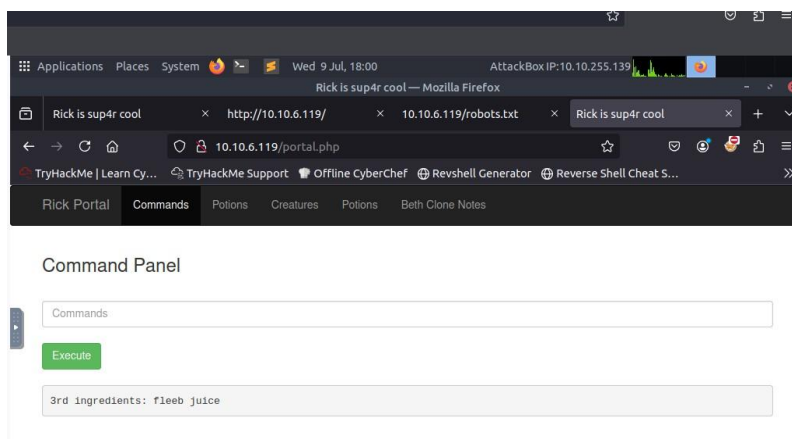 Applications Places System Wed 9 Jul, 18:00 AttackBox IP:10.10.255.139
Rick is sup4r cool — Mozilla Firefox
Rick is sup4r cool × http://10.10.6.119/ × 10.10.6.119/robots.txt × Rick is sup4r cool ×
10.10.6.119/portal.php
TryHackMe | Learn Cy... TryHackMe Support Offline CyberChef Revshell Generator Reverse Shell Cheat S...
Rick Portal Commands Potions Creatures Potions Beth Clone Notes
Command Panel
Commands
Execute
3rd ingredients: fleeb juice